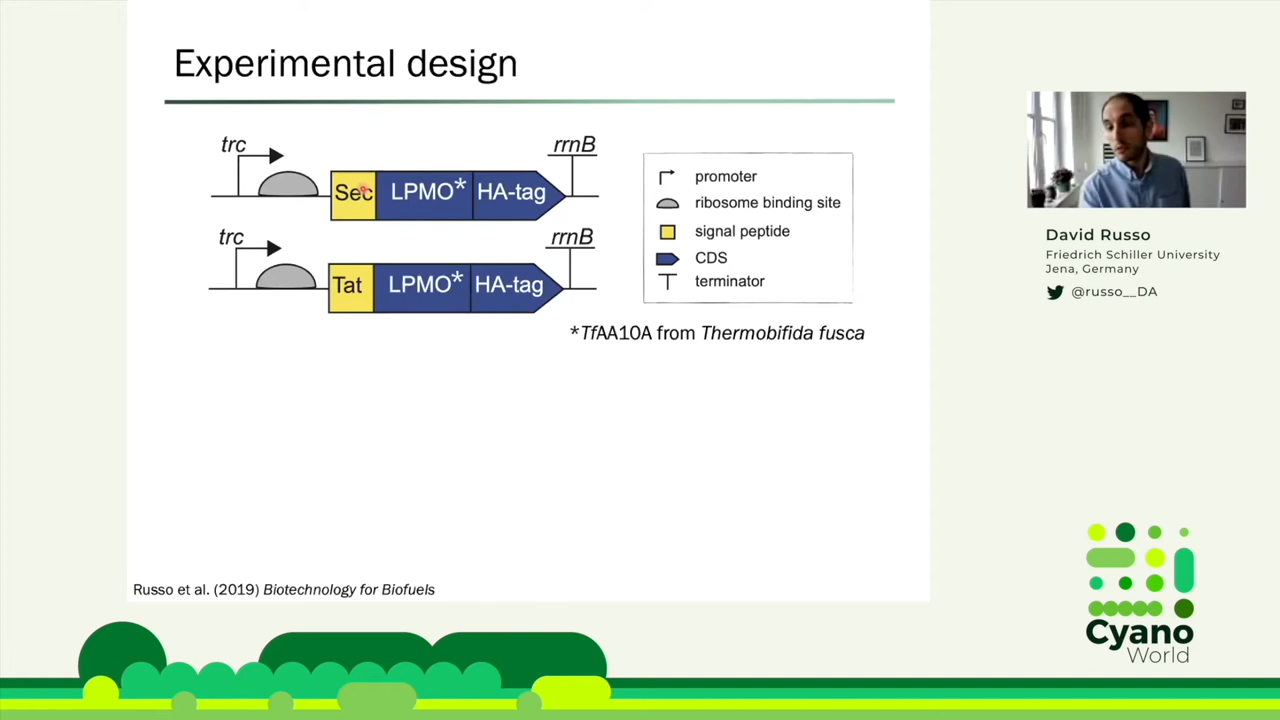 Experimental design
trc
rrnB
Sec
LPMO*
HA-tag
trc
rrnB
Tat
LPMO*
HA-tag
promoter
ribosome binding site
signal peptide
CDS
terminator
*TfAA10A from Thermobifida fusca
Russo et al. (2019) Biotechnology for Biofuels
David Russo
Friedrich Schiller University
Jena, Germany
@russo__DA
Cyano
World